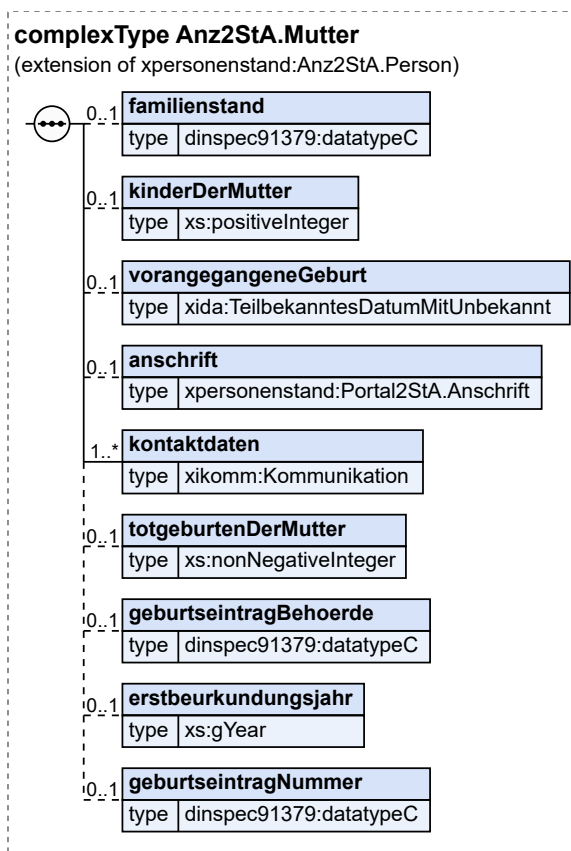 complexType Anz2StA.Mutter
(extension of xpersonenstand:Anz2StA.Person)
0..1 familienstand
type dinspec91379:datatypeC
0..1 kinderDerMutter
type xs:positiveInteger
0..1 vorangegangeneGeburt
type xida:TeilbekanntesDatumMitUnbekannt
0..1 anschrift
type xpersonenstand:Portal2StA.Anschrift
1..* kontaktdaten
type xikomm:Kommunikation
0..1 totgeburtenDerMutter
type xs:nonNegativeInteger
0..1 geburtseintragBehoerde
type dinspec91379:datatypeC
0..1 erstbeurkundungsjahr
type xs:gYear
0..1 geburtseintragNummer
type dinspec91379:datatypeC